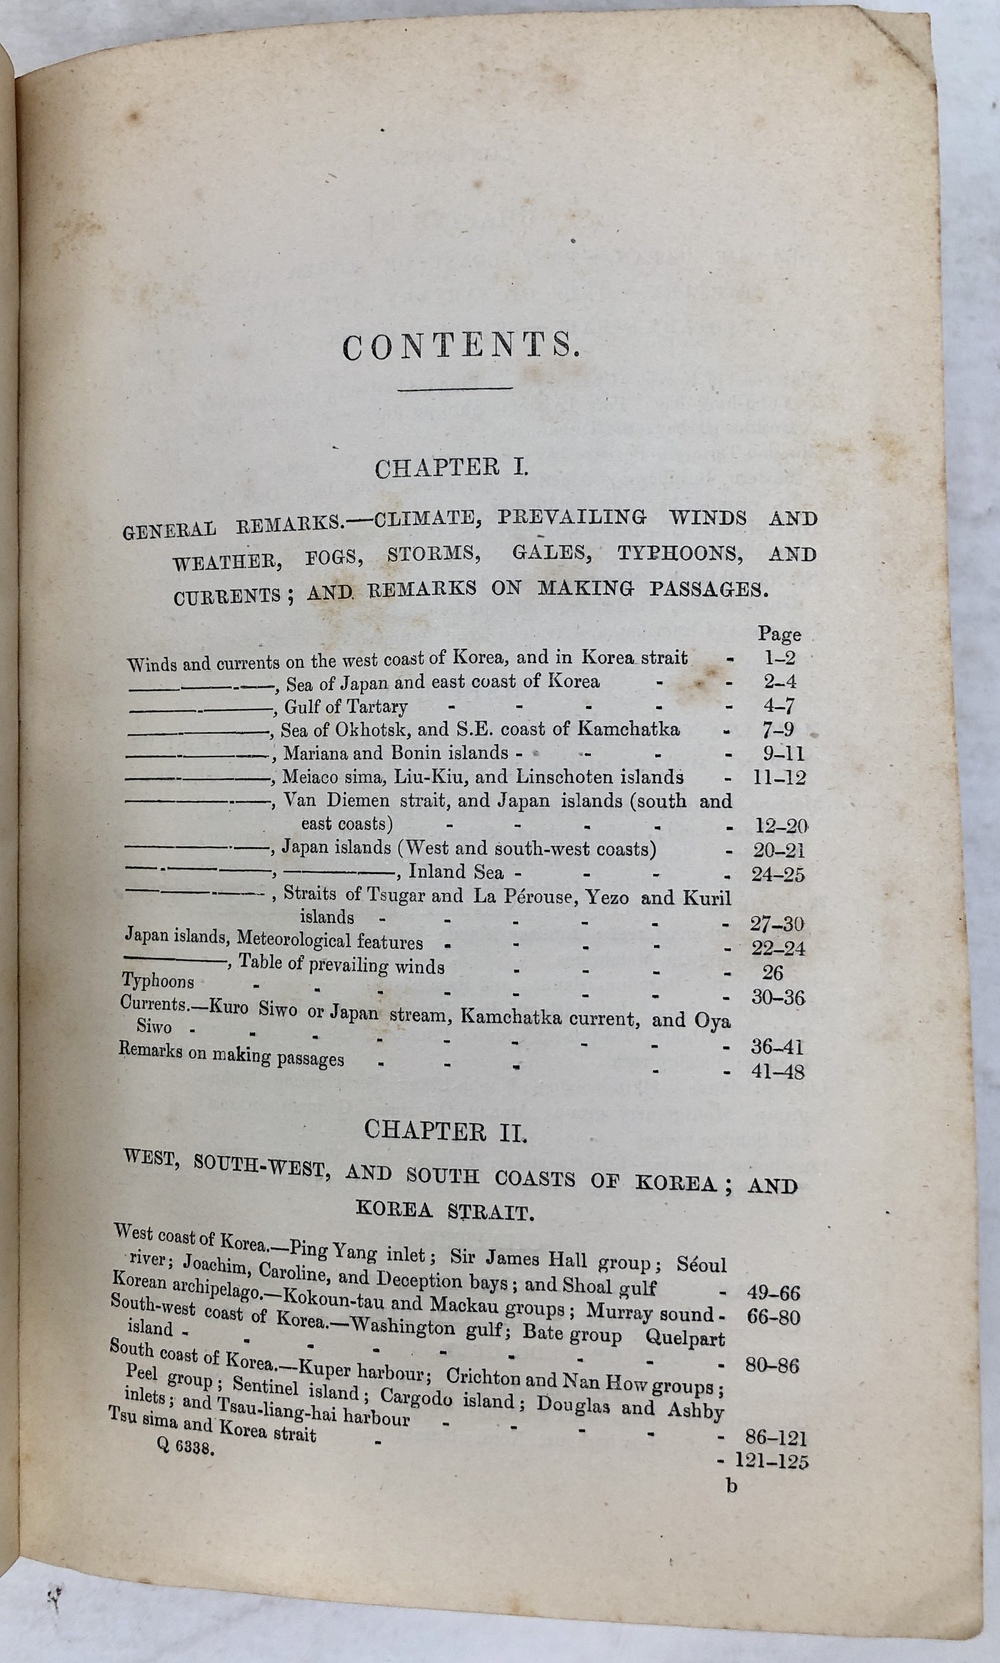 CONTENTS.
CHAPTER I.
GENERAL REMARKS.—CLIMATE, PREVAILING WINDS AND
WEATHER, FOGS, STORMS, GALES, TYPHOONS, AND
CURRENTS; AND REMARKS ON MAKING PASSAGES.
Page
Winds and currents on the west coast of Korea, and in Korea strait - 1–2
———, Sea of Japan and east coast of Korea - - 2–4
———, Gulf of Tartary - - - - - 4–7
———, Sea of Okhotsk, and S.E. coast of Kamchatka - 7–9
———, Mariana and Bonin islands - - - - 9–11
———, Meiaco sima, Liu-Kiu, and Linschoten islands - 11–12
———, Van Diemen strait, and Japan islands (south and
east coasts) - - - - - 12–20
———, Japan islands (West and south-west coasts) - 20–21
———, ———, Inland Sea - - - - 24–25
———, Straits of Tsugar and La Pérouse, Yezo and Kuril
islands - - - - - - 27–30
Japan islands, Meteorological features - - - - - 22–24
———, Table of prevailing winds - - - - 26
Typhoons - - - - - - - - 30–36
Currents.—Kuro Siwo or Japan stream, Kamchatka current, and Oya
Siwo - - - - - - - - - 36–41
Remarks on making passages - - - - - 41–48
CHAPTER II.
WEST, SOUTH-WEST, AND SOUTH COASTS OF KOREA; AND
KOREA STRAIT.
West coast of Korea.—Ping Yang inlet; Sir James Hall group; Séoul
river; Joachim, Caroline, and Deception bays; and Shoal gulf - 49–66
Korean archipelago.—Kokoun-tau and Mackau groups; Murray sound - 66–80
South-west coast of Korea.—Washington gulf; Bate group Quelpart
island - - - - - - - - - 80–86
South coast of Korea.—Kuper harbour; Crichton and Nan How groups;
Peel group; Sentinel island; Cargodo island; Douglas and Ashby
inlets; and Tsau-liang-hai harbour - - - - - 86–121
Tsu sima and Korea strait - - 121–125
Q 6338.
b